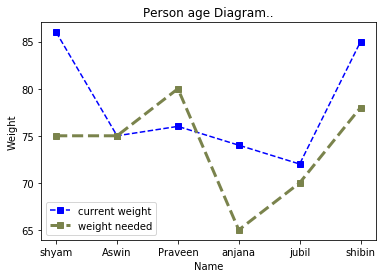 Person age Diagram..
Weight
85
80
75
70
65
current weight
weight needed
shyam Aswin Praveen anjana jubil shibin
Name